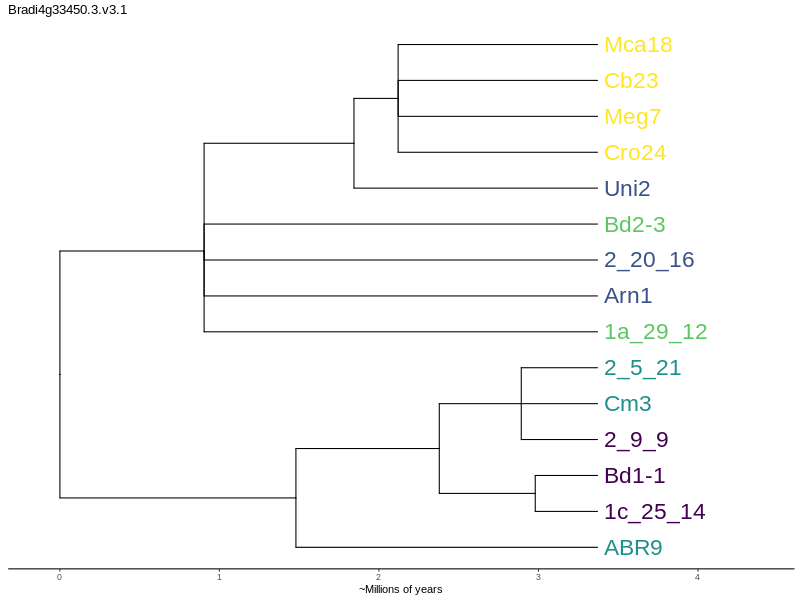 Bradi4g33450.3.v3.1
Mca18
Cb23
Meg7
Cro24
Uni2
Bd2-3
2_20_16
Arn1
1a_29_12
2_5_21
Cm3
2_9_9
Bd1-1
1c_25_14
ABR9
0 1 2 3 4
~Millions of years